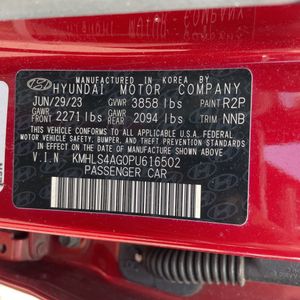 MANUFACTURED IN KOREA BY
HYUNDAI MOTOR COMPANY
JUN/29/23 GVWR 3858 lbs PAINT R2P
GAWR FRONT 2271 lbs GAWR REAR 2094 lbs TRIM NNB
THIS VEHICLE CONFORMS TO ALL APPLICABLE U.S. FEDERAL
MOTOR VEHICLE SAFETY, BUMPER, AND THEFT
PREVENTION STANDARDS IN EFFECT ON THE DATE OF
MANUFACTURE SHOWN ABOVE.
V.I.N KMHLS4AG0PU616502
PASSENGER CAR